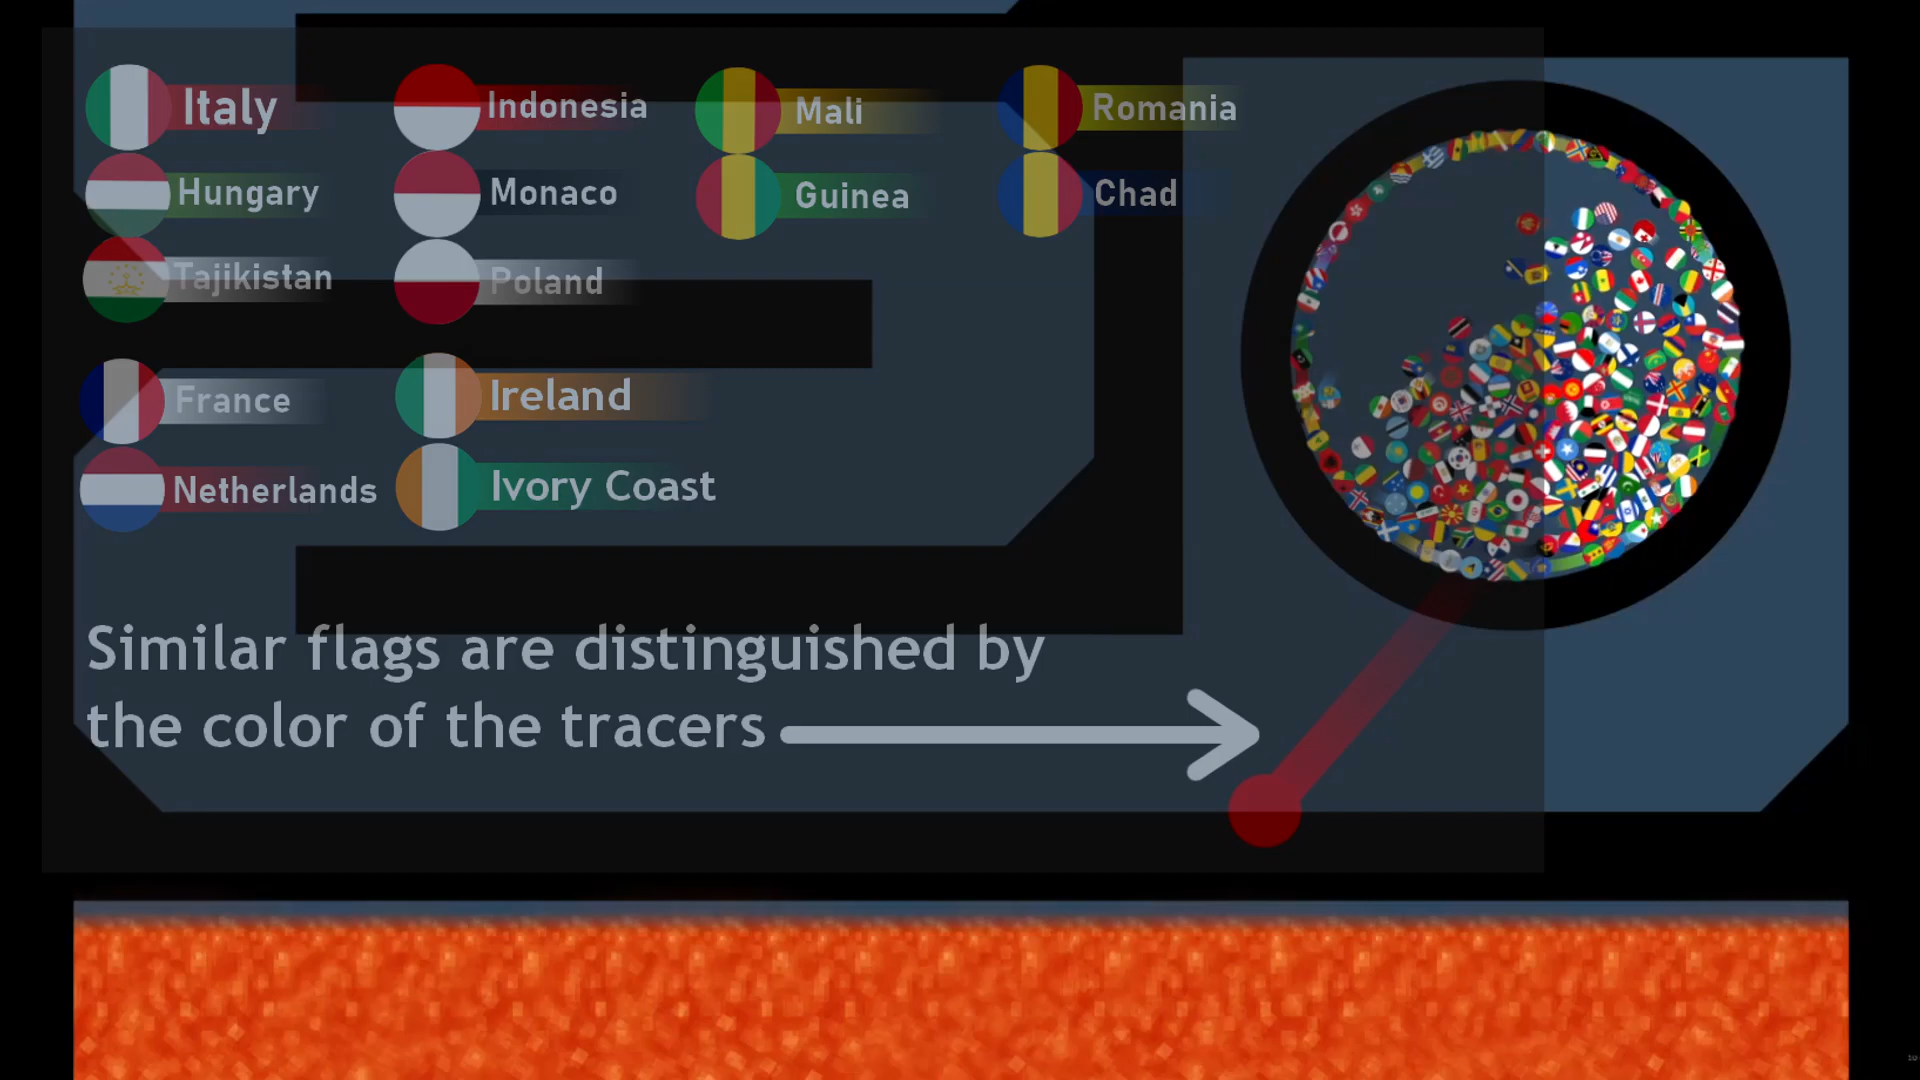 Italy
Indonesia
Mali
Romania
Hungary
Monaco
Guinea
Chad
Tajikistan
Poland
France
Ireland
Netherlands
Ivory Coast
Similar flags are distinguished by
the color of the tracers